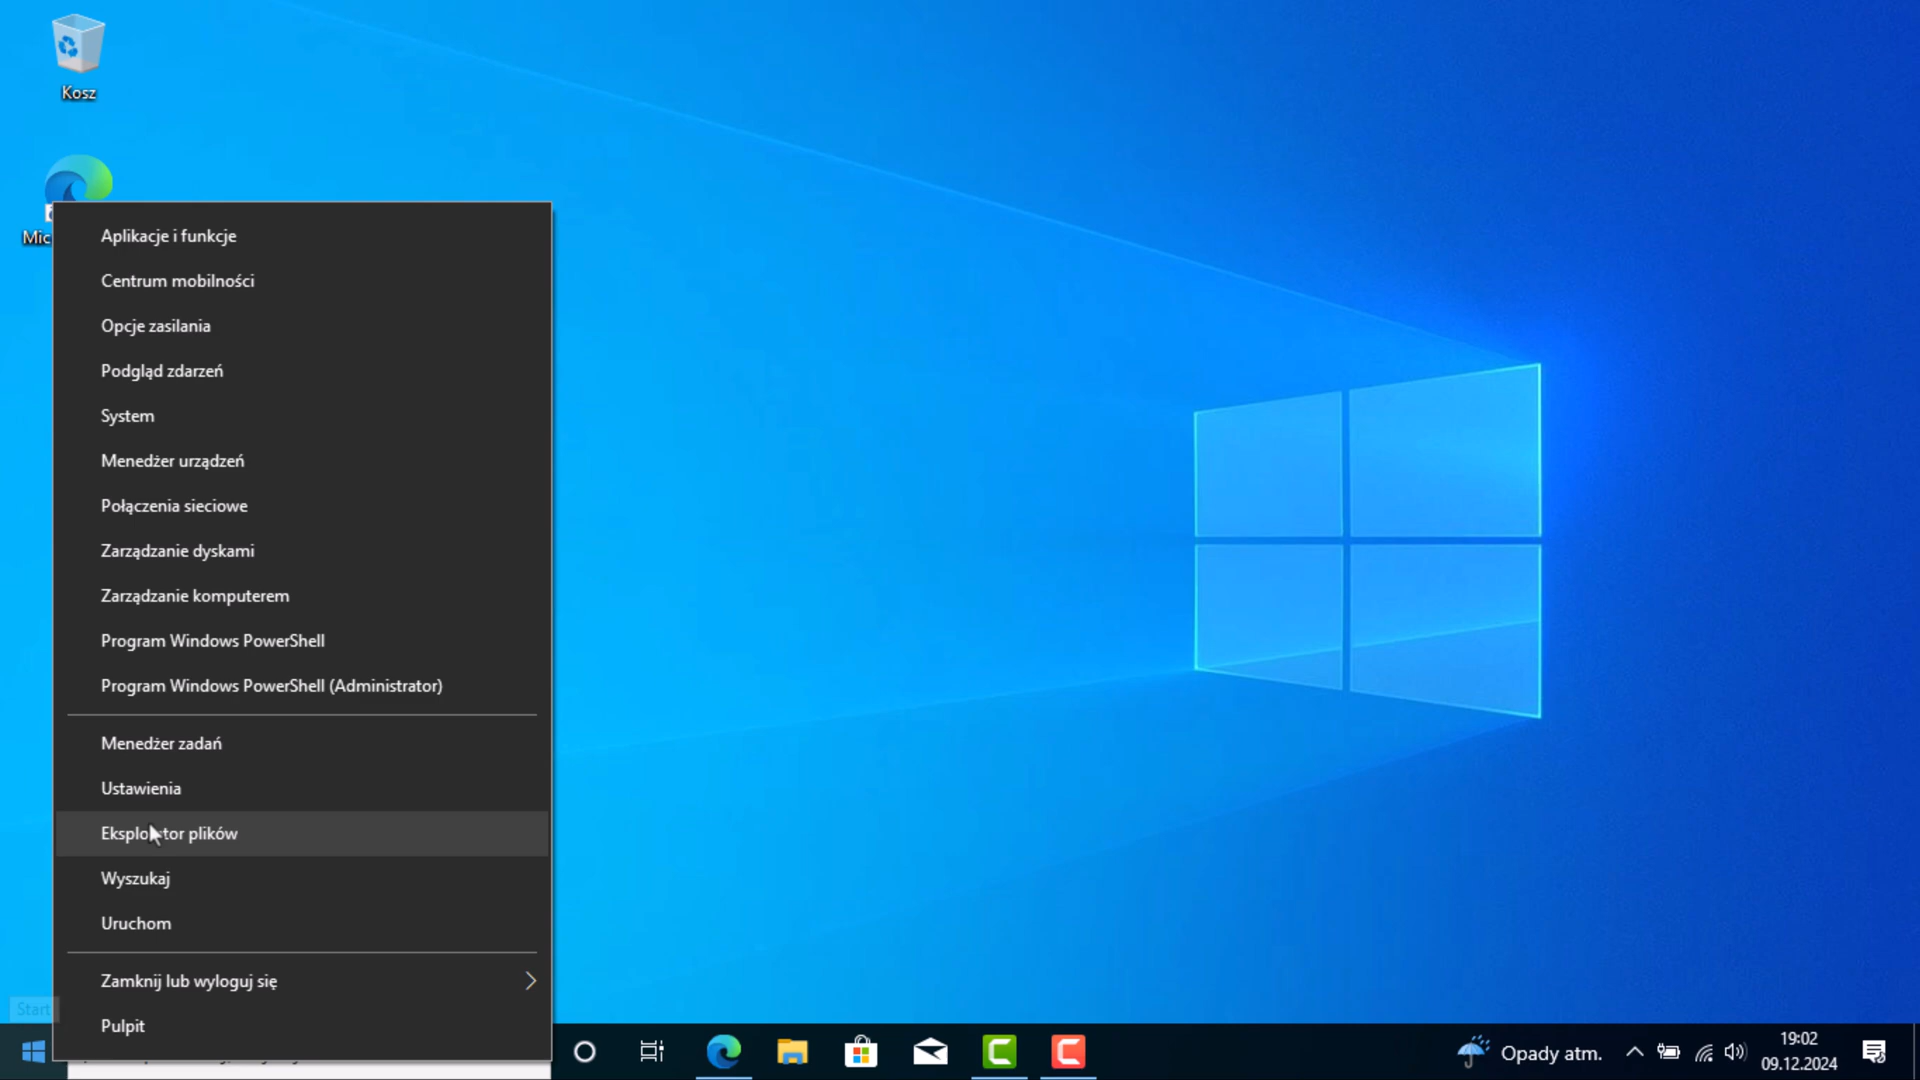 Kosz
Mic
Aplikacje i funkcje
Centrum mobilności
Opcje zasilania
Podgląd zdarzeń
System
Menedżer urządzeń
Połączenia sieciowe
Zarządzanie dyskami
Zarządzanie komputerem
Program Windows PowerShell
Program Windows PowerShell (Administrator)
Menedżer zadań
Ustawienia
Eksplorator plików
Wyszukaj
Uruchom
Zamknij lub wyloguj się
Pulpit
Start
Opady atm.
19:02
09.12.2024